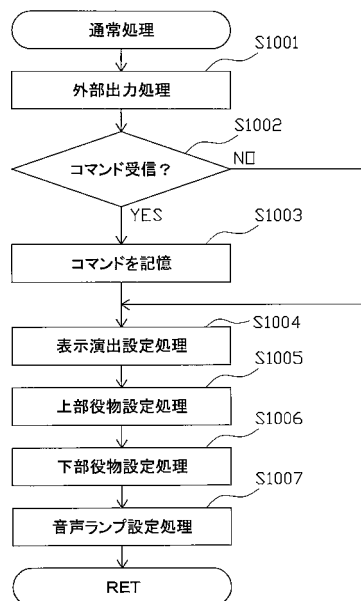 通常処理
S1001
外部出力処理
S1002
コマンド受信？
NO
YES
S1003
コマンドを記憶
S1004
表示演出設定処理
S1005
上部役物設定処理
S1006
下部役物設定処理
S1007
音声ランプ設定処理
RET